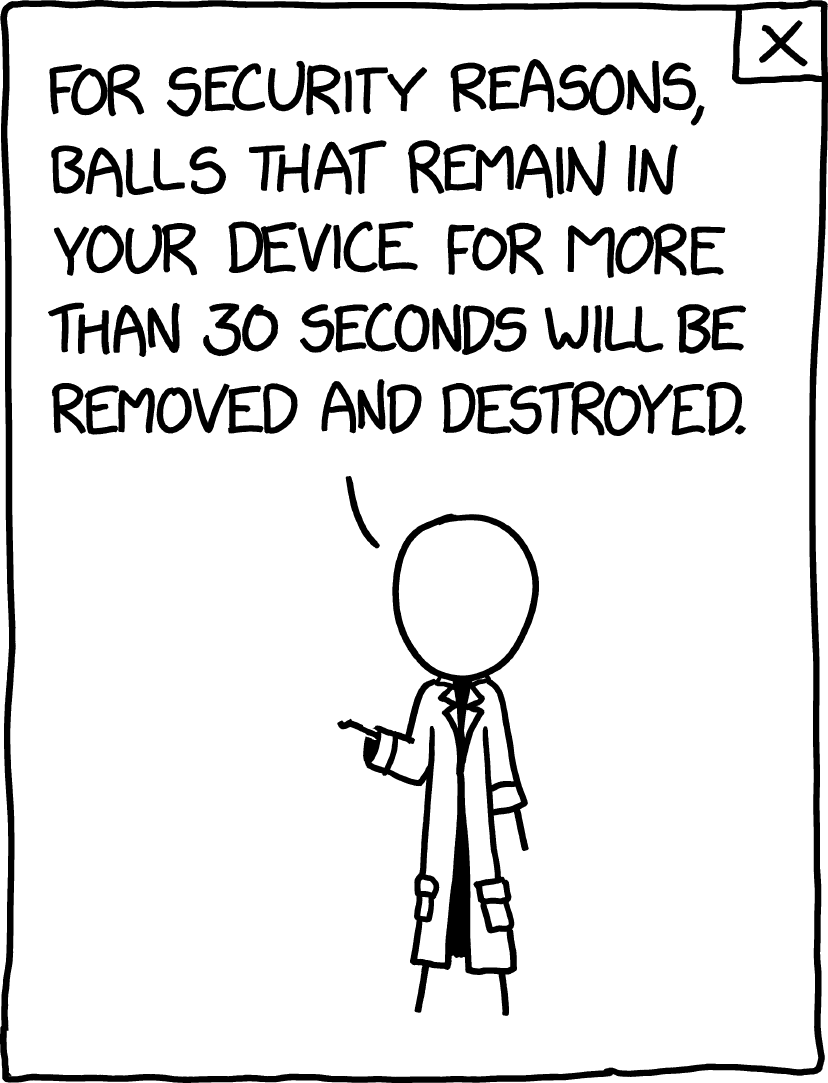 FOR SECURITY REASONS,
BALLS THAT REMAIN IN
YOUR DEVICE FOR MORE
THAN 30 SECONDS WILL BE
REMOVED AND DESTROYED.